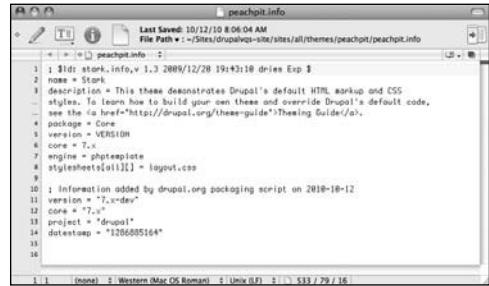 peachpit.info
Last Saved: 10/12/10 8:06:04 AM
File Path ▾ : ~/Sites/drupalvqs-site/sites/all/themes/peachpit/peachpit.info
peachpit.info
1 ; $Id: stark.info,v 1.3 2009/12/20 19:43:10 dries Exp $
2 name = Stark
3 description = This theme demonstrates Drupal's default HTML markup and CSS
styles. To learn how to build your own theme and override Drupal's default code,
see the <a href="http://drupal.org/theme-guide">Theming Guide</a>.
4 package = Core
5 version = VERSION
6 core = 7.x
7 engine = phptemplate
8 stylesheets[all][] = layout.css
9
10 ; Information added by drupal.org packaging script on 2010-10-12
11 version = "7.x-dev"
12 core = "7.x"
13 project = "drupal"
14 datestamp = "1286885164"
15
16
1 1 (none) Western (Mac OS Roman) Unix (LF) 533 / 79 / 16